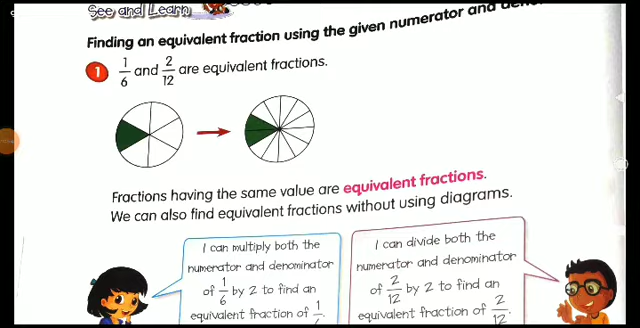 See and Learn
Finding an equivalent fraction using the given numerator and
1 1/6 and 2/12 are equivalent fractions.
Fractions having the same value are equivalent fractions.
We can also find equivalent fractions without using diagrams.
I can multiply both the
numerator and denominator
of 1/6 by 2 to find an
equivalent fraction of 1/6.
I can divide both the
numerator and denominator
of 2/12 by 2 to find an
equivalent fraction of 2/12.